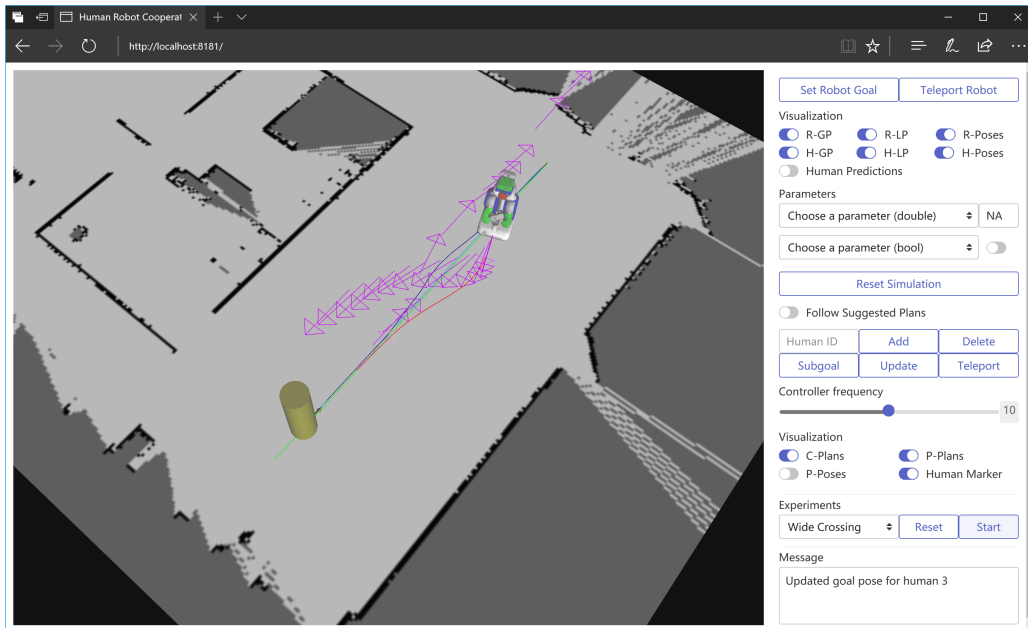 Human Robot Cooperat
http://localhost:8181/
Set Robot Goal
Teleport Robot
Visualization
R-GP
R-LP
R-Poses
H-GP
H-LP
H-Poses
Human Predictions
Parameters
Choose a parameter (double)
NA
Choose a parameter (bool)
Reset Simulation
Follow Suggested Plans
Human ID
Add
Delete
Subgoal
Update
Teleport
Controller frequency
10
Visualization
C-Plans
P-Plans
P-Poses
Human Marker
Experiments
Wide Crossing
Reset
Start
Message
Updated goal pose for human 3